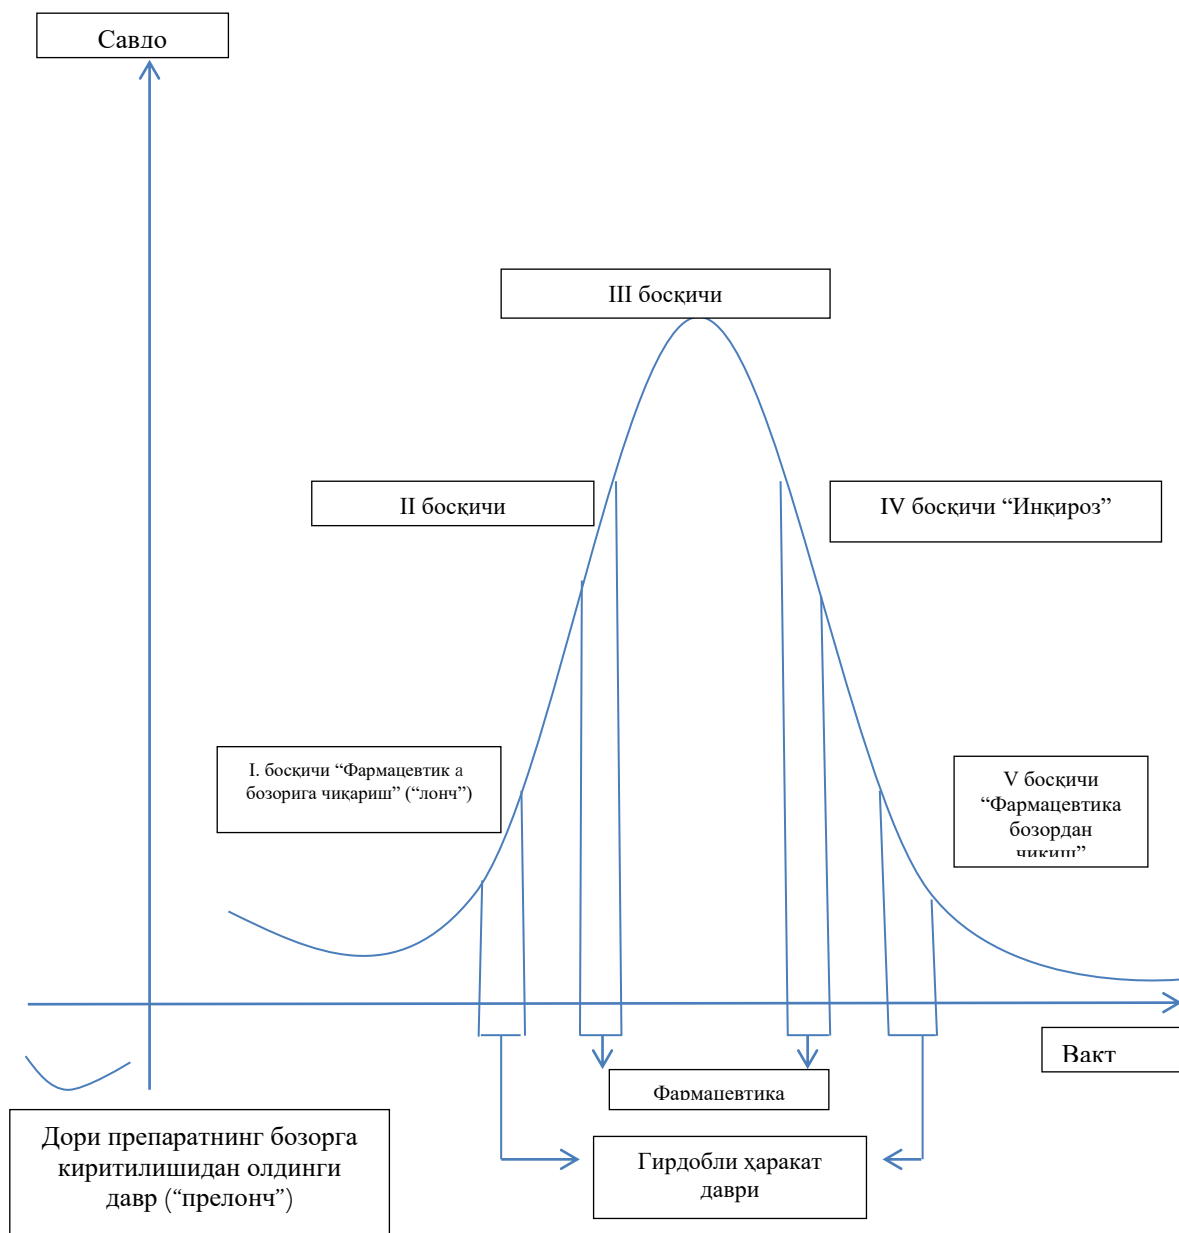 Савдо
III босқичи
II босқичи
IV босқичи “Инқироз”
I. босқичи “Фармацевтик а
бозорига чиқариш” (“лонч”)
V босқичи
“Фармацевтика
бозордан
чиқиш”
Вакт
Фармацевтика
Дори препаратнинг бозорга
киритилишидан олдинги
давр (“прелонч”)
Гирдобли ҳаракат
даври